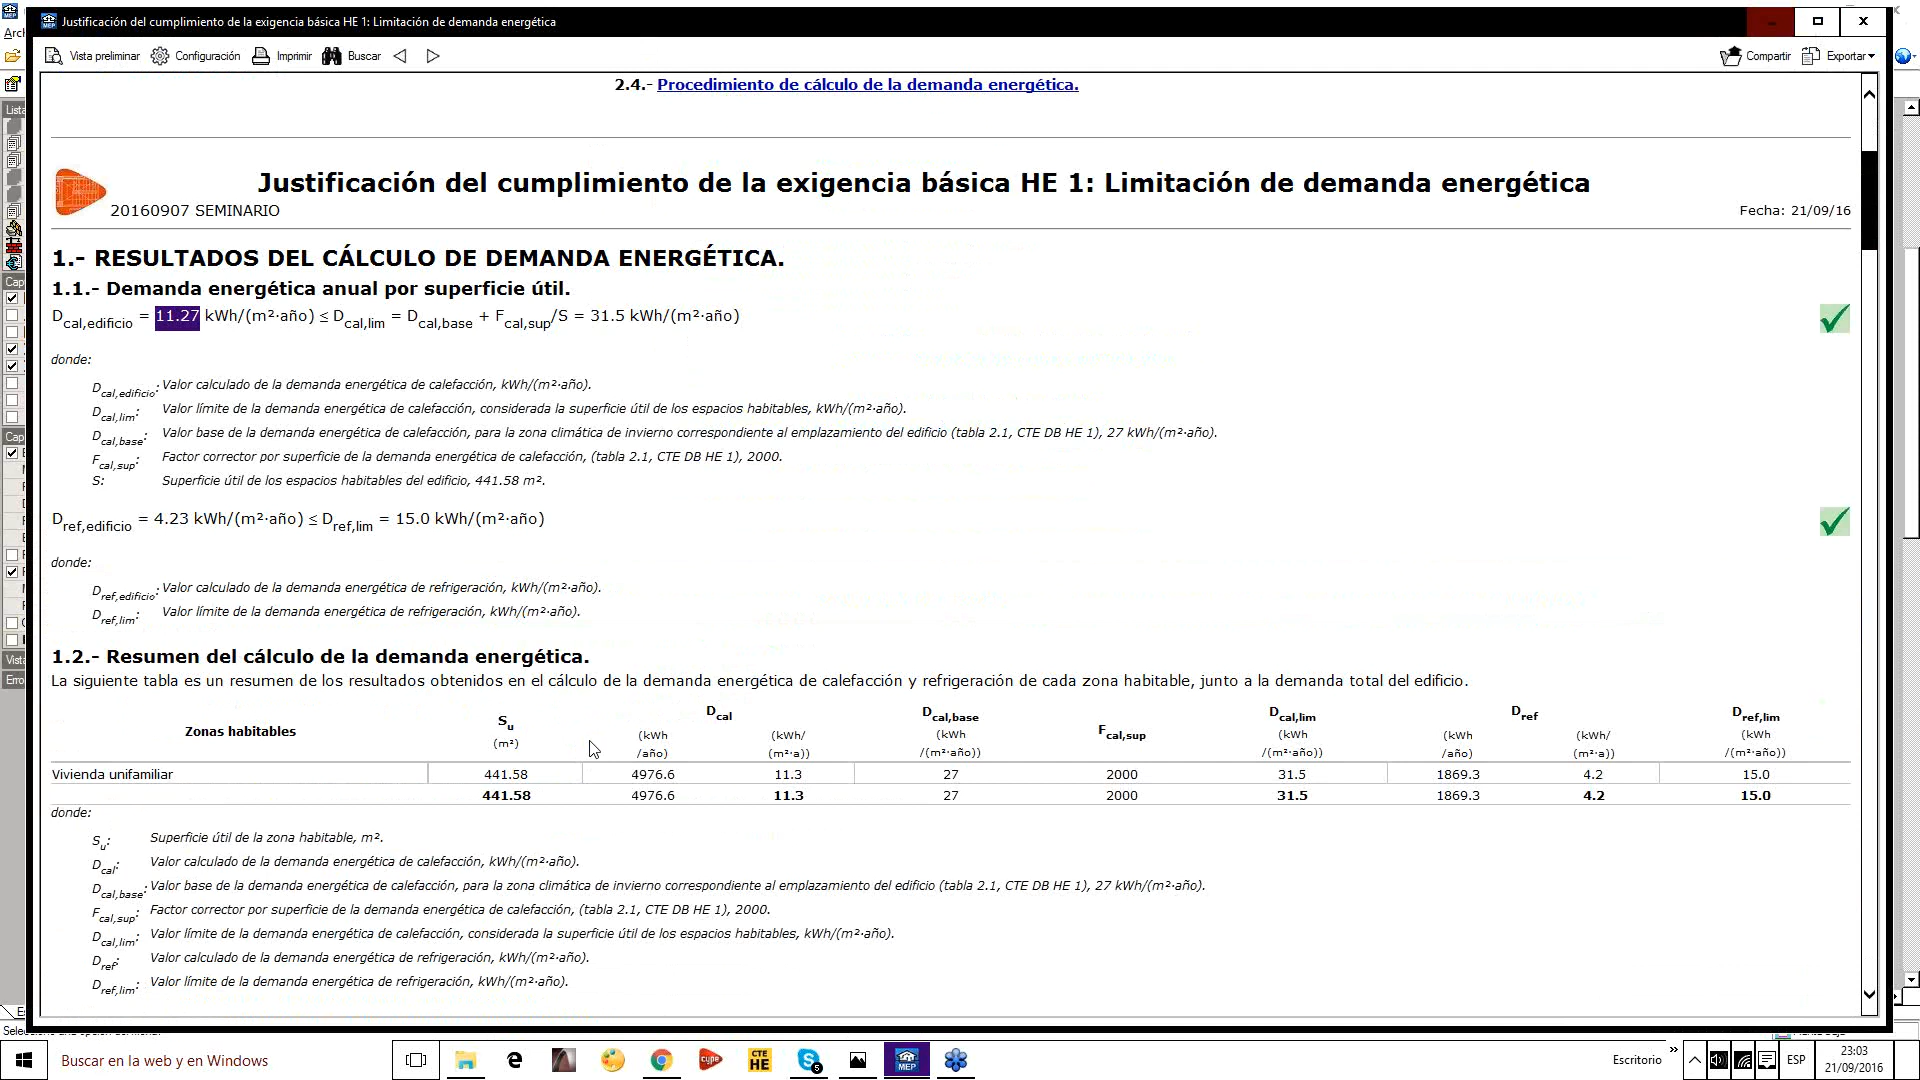 Justificación del cumplimiento de la exigencia básica HE 1: Limitación de demanda energética
Vista preliminar Configuración Imprimir Buscar Compartir Exportar
2.4.- Procedimiento de cálculo de la demanda energética.
Justificación del cumplimiento de la exigencia básica HE 1: Limitación de demanda energética
20160907 SEMINARIO Fecha: 21/09/16
1.- RESULTADOS DEL CÁLCULO DE DEMANDA ENERGÉTICA.
1.1.- Demanda energética anual por superficie útil.
Dcal,edificio = 11.27 kWh/(m²·año) ≤ Dcal,lim = Dcal,base + Fcal,sup/S = 31.5 kWh/(m²·año)
donde:
Dcal,edificio: Valor calculado de la demanda energética de calefacción, kWh/(m²·año).
Dcal,lim: Valor límite de la demanda energética de calefacción, considerada la superficie útil de los espacios habitables, kWh/(m²·año).
Dcal,base: Valor base de la demanda energética de calefacción, para la zona climática de invierno correspondiente al emplazamiento del edificio (tabla 2.1, CTE DB HE 1), 27 kWh/(m²·año).
Fcal,sup: Factor corrector por superficie de la demanda energética de calefacción, (tabla 2.1, CTE DB HE 1), 2000.
S: Superficie útil de los espacios habitables del edificio, 441.58 m².
Dref,edificio = 4.23 kWh/(m²·año) ≤ Dref,lim = 15.0 kWh/(m²·año)
donde:
Dref,edificio: Valor calculado de la demanda energética de refrigeración, kWh/(m²·año).
Dref,lim: Valor límite de la demanda energética de refrigeración, kWh/(m²·año).
1.2.- Resumen del cálculo de la demanda energética.
La siguiente tabla es un resumen de los resultados obtenidos en el cálculo de la demanda energética de calefacción y refrigeración de cada zona habitable, junto a la demanda total del edificio.
Zonas habitables Su (m²) Dcal (kWh /año) (kWh/ (m²·a)) Dcal,base (kWh /(m²·año)) Fcal,sup Dcal,lim (kWh /(m²·año)) Dref (kWh /año) (kWh/ (m²·a)) Dref,lim (kWh /(m²·año))
Vivienda unifamiliar 441.58 4976.6 11.3 27 2000 31.5 1869.3 4.2 15.0
441.58 4976.6 11.3 27 2000 31.5 1869.3 4.2 15.0
donde:
Su: Superficie útil de la zona habitable, m².
Dcal: Valor calculado de la demanda energética de calefacción, kWh/(m²·año).
Dcal,base: Valor base de la demanda energética de calefacción, para la zona climática de invierno correspondiente al emplazamiento del edificio (tabla 2.1, CTE DB HE 1), 27 kWh/(m²·año).
Fcal,sup: Factor corrector por superficie de la demanda energética de calefacción, (tabla 2.1, CTE DB HE 1), 2000.
Dcal,lim: Valor límite de la demanda energética de calefacción, considerada la superficie útil de los espacios habitables, kWh/(m²·año).
Dref: Valor calculado de la demanda energética de refrigeración, kWh/(m²·año).
Dref,lim: Valor límite de la demanda energética de refrigeración, kWh/(m²·año).
Buscar en la web y en Windows
cype
CTE HE
MEP
Escritorio
ESP
23:03
21/09/2016